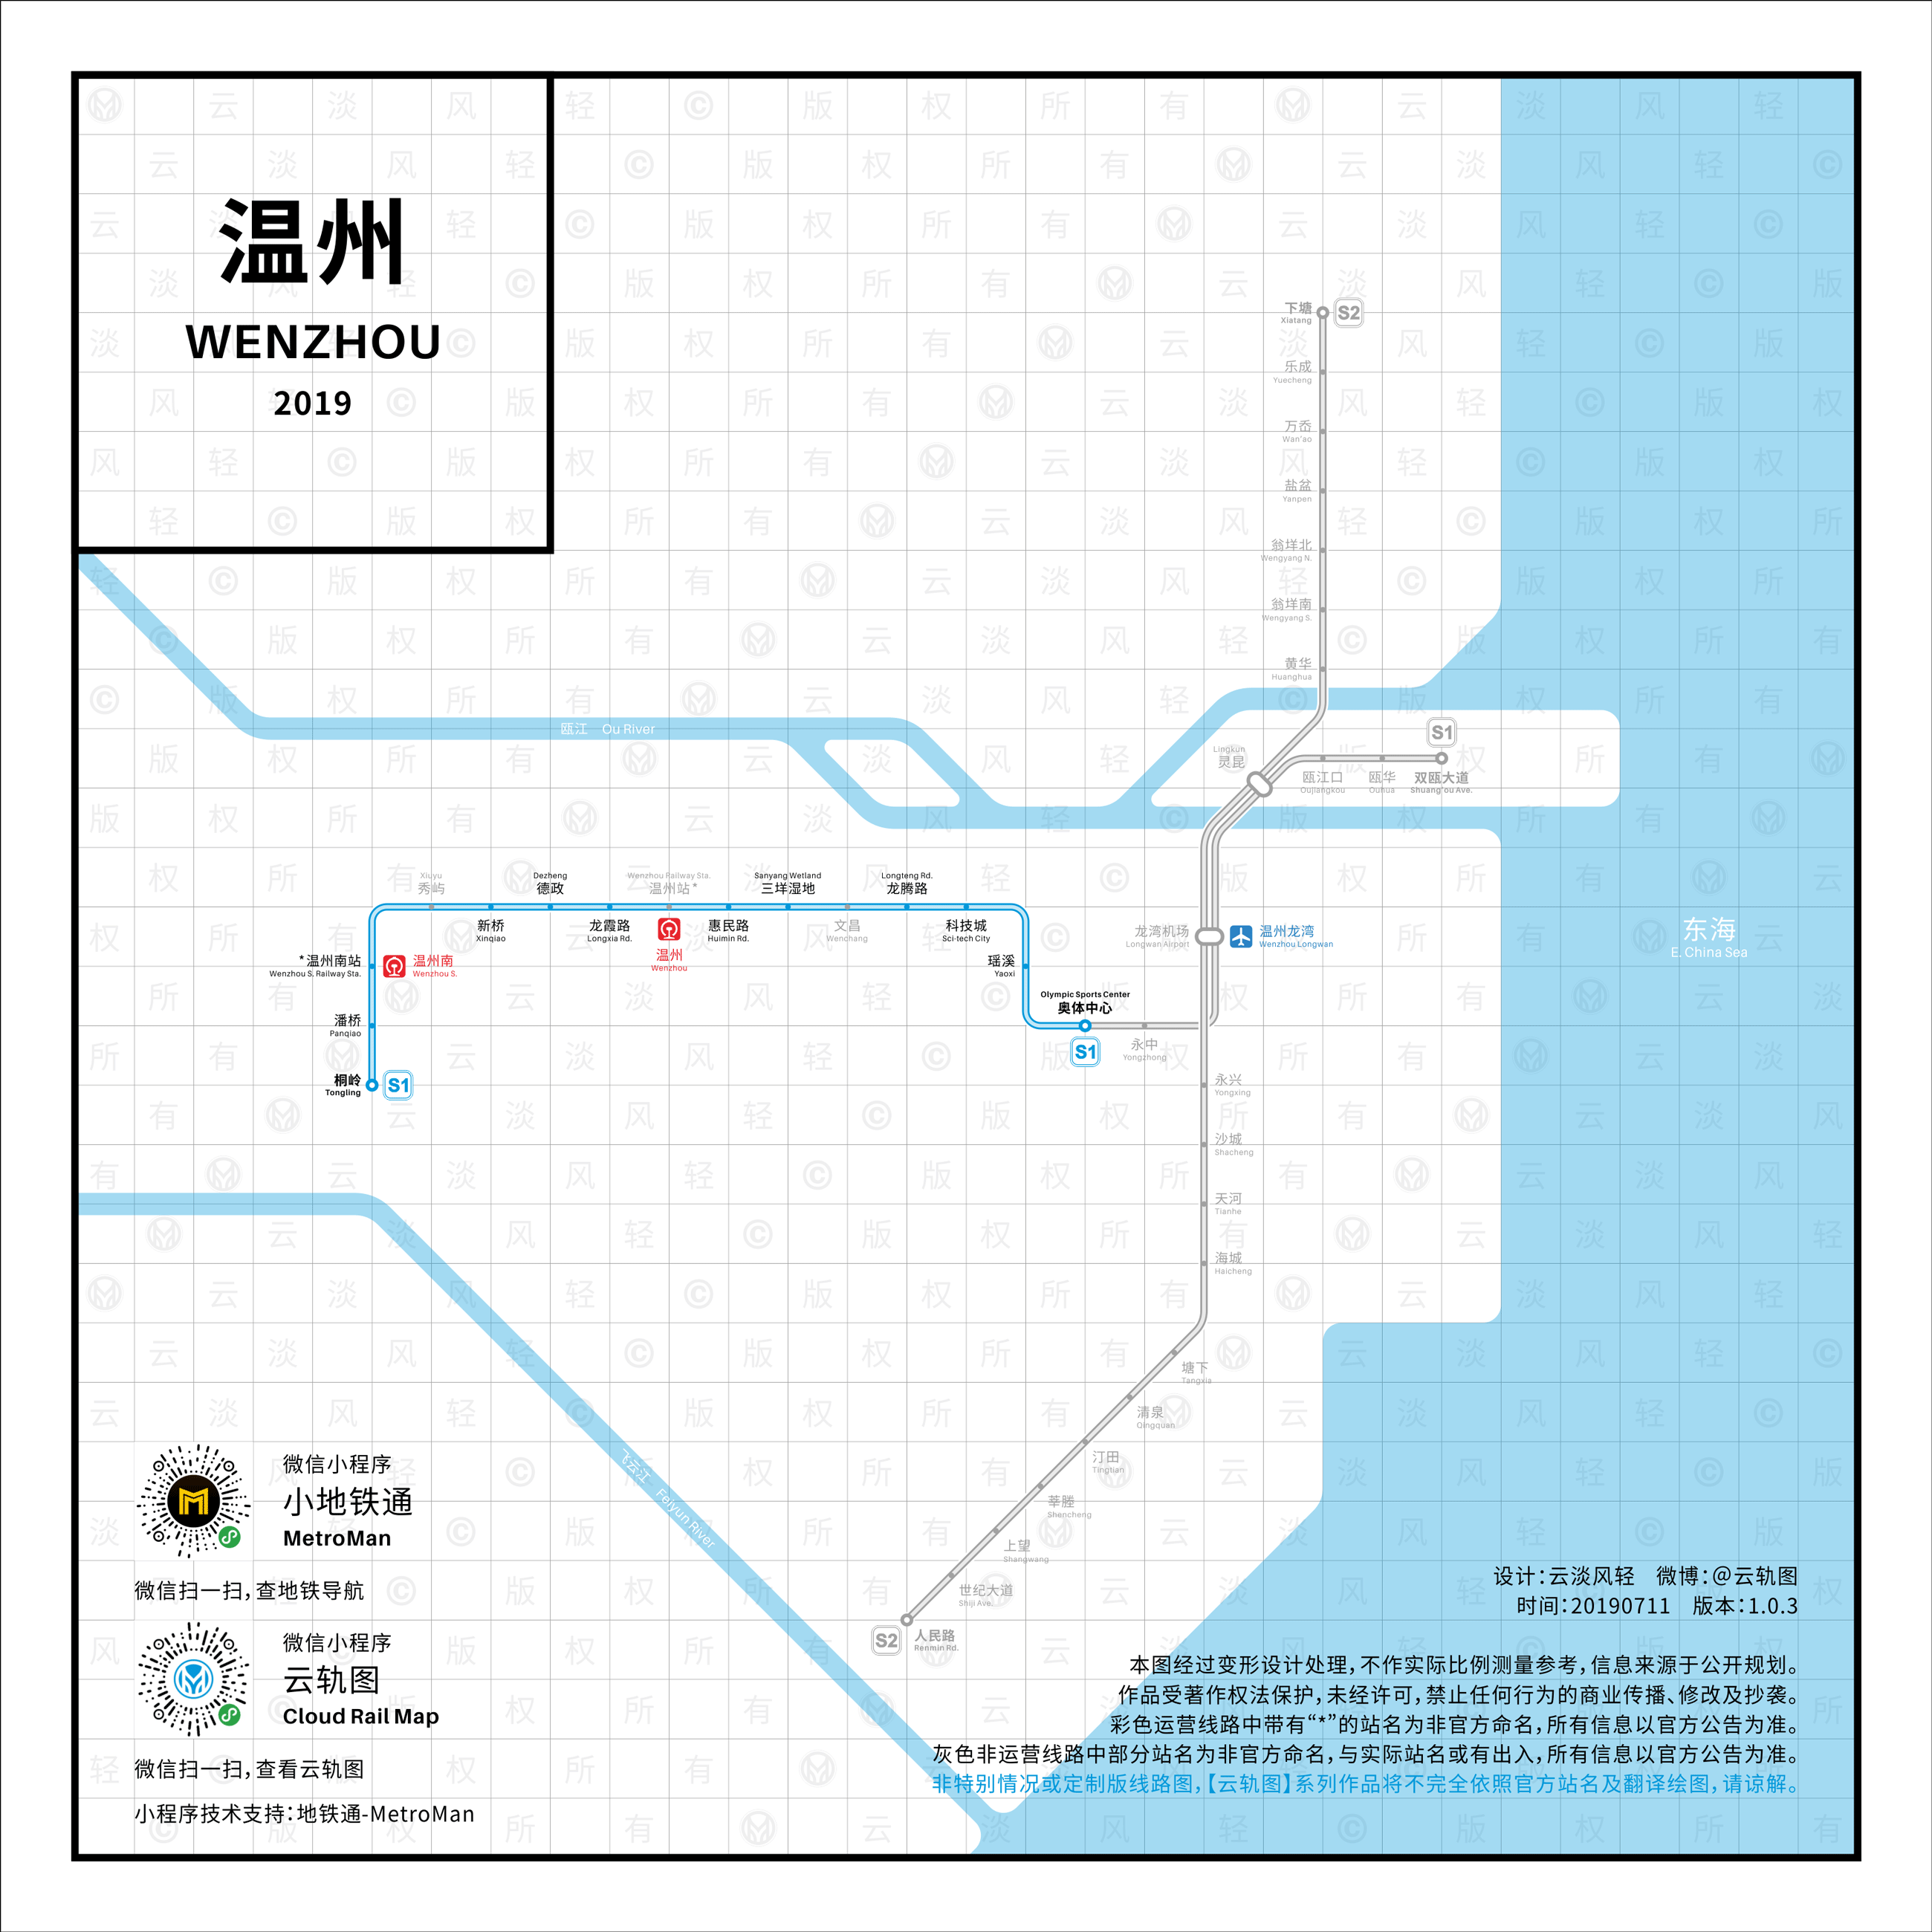 温州
WENZHOU
2019
下塘
Xiatang
S2
乐成
Yuecheng
万岙
Wan'ao
盐盆
Yanpen
翁垟北
Wengyang N.
翁垟南
Wengyang S.
黄华
Huanghua
瓯江 Ou River
S1
Lingkun
灵昆
瓯江口
Oujiangkou
瓯华
Ouhua
双瓯大道
Shuang'ou Ave.
Xiuyu
秀屿
Dezheng
德政
Wenzhou Railway Sta.
温州站*
Sanyang Wetland
三垟湿地
Longteng Rd.
龙腾路
新桥
Xinqiao
龙霞路
Longxia Rd.
温州
Wenzhou
惠民路
Huimin Rd.
文昌
Wenchang
科技城
Sci-tech City
龙湾机场
Longwan Airport
温州龙湾
Wenzhou Longwan
东海
E. China Sea
*温州南站
Wenzhou S. Railway Sta.
温州南
Wenzhou S.
瑶溪
Yaoxi
Olympic Sports Center
奥体中心
S1
潘桥
Panqiao
永中
Yongzhong
桐岭
Tongling
S1
永兴
Yongxing
沙城
Shacheng
天河
Tianhe
海城
Haicheng
塘下
Tangxia
清泉
Qingquan
汀田
Tingtian
莘塍
Shencheng
上望
Shangwang
世纪大道
Shiji Ave.
S2
人民路
Renmin Rd.
飞云江 Feiyun River
微信小程序
小地铁通
MetroMan
微信扫一扫，查地铁导航
微信小程序
云轨图
Cloud Rail Map
微信扫一扫，查看云轨图
小程序技术支持：地铁通-MetroMan
设计：云淡风轻 微博：@云轨图
时间：20190711 版本：1.0.3
本图经过变形设计处理，不作实际比例测量参考，信息来源于公开规划。
作品受著作权法保护，未经许可，禁止任何行为的商业传播、修改及抄袭。
彩色运营线路中带有“*”的站名为非官方命名，所有信息以官方公告为准。
灰色非运营线路中部分站名为非官方命名，与实际站名或有出入，所有信息以官方公告为准。
非特别情况或定制版线路图，【云轨图】系列作品将不完全依照官方站名及翻译绘图，请谅解。
云淡风轻©版权所有